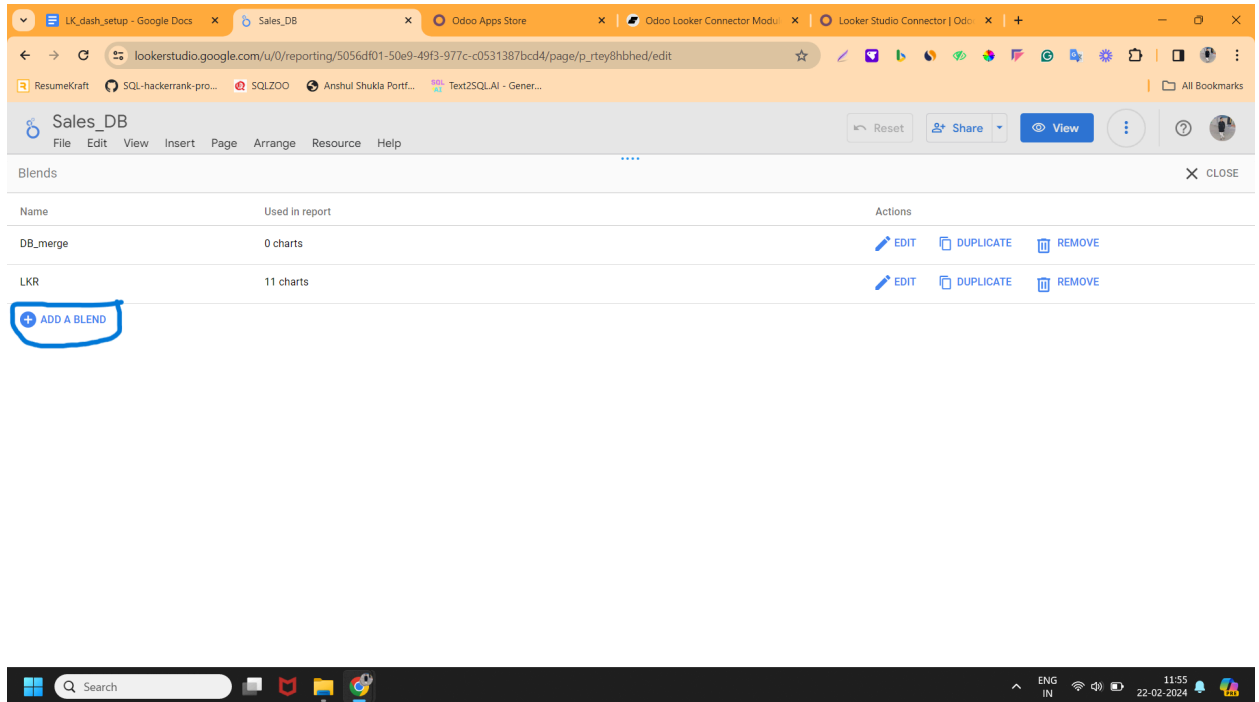 LK_dash_setup - Google Docs
Sales_DB
Odoo Apps Store
Odoo Looker Connector Modul
Looker Studio Connector | Odo
lookerstudio.google.com/u/0/reporting/5056df01-50e9-49f3-977c-c0531387bcd4/page/p_rtey8hbhed/edit
ResumeKraft
SQL-hackerrank-pro...
SQLZOO
Anshul Shukla Portf...
Text2SQL.AI - Gener...
All Bookmarks
Sales_DB
File Edit View Insert Page Arrange Resource Help
Reset
Share
View
Blends
CLOSE
Name Used in report Actions
DB_merge 0 charts EDIT DUPLICATE REMOVE
LKR 11 charts EDIT DUPLICATE REMOVE
ADD A BLEND
Search
ENG
IN
11:55
22-02-2024